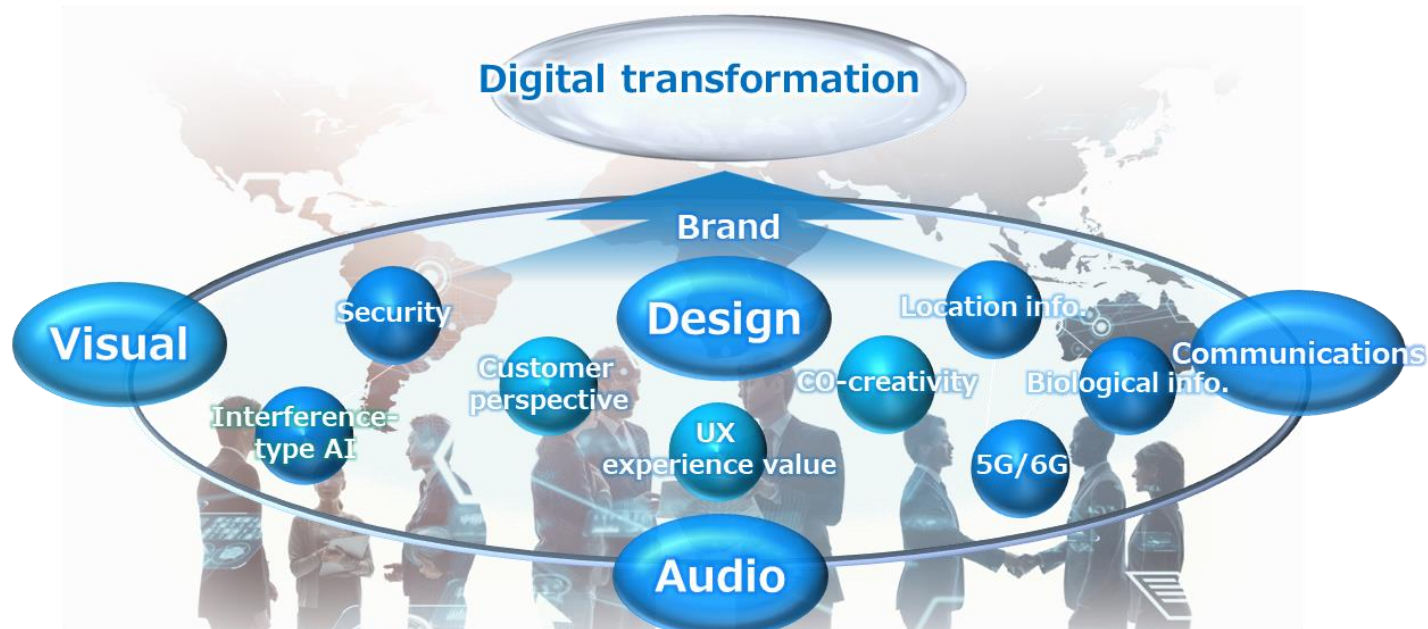 Digital transformation
Brand
Design
Security
Location info.
Visual
Communications
Customer
perspective
CO-creativity
Biological info.
Interference-
type AI
UX
experience value
5G/6G
Audio